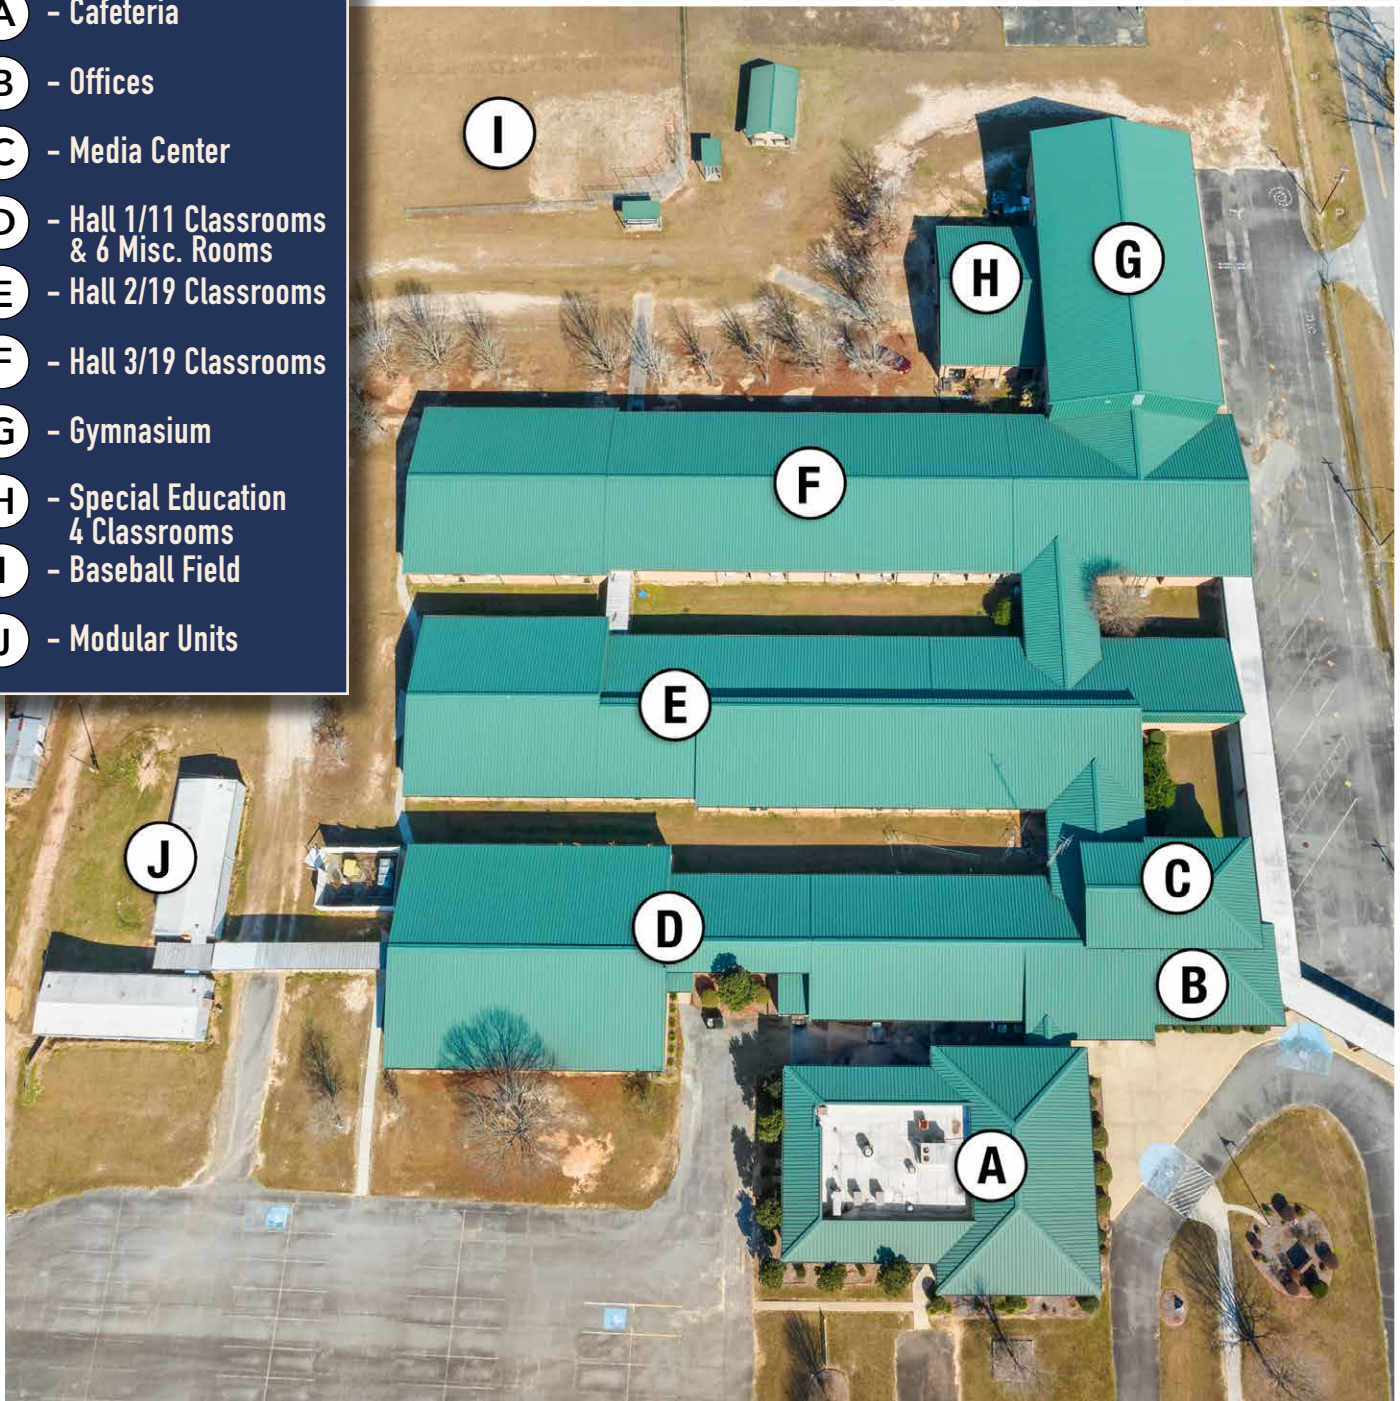 A - Cafeteria
B - Offices
C - Media Center
D - Hall 1/11 Classrooms
& 6 Misc. Rooms
E - Hall 2/19 Classrooms
F - Hall 3/19 Classrooms
G - Gymnasium
H - Special Education
4 Classrooms
I - Baseball Field
J - Modular Units
I
G
H
F
E
J
C
D
B
A